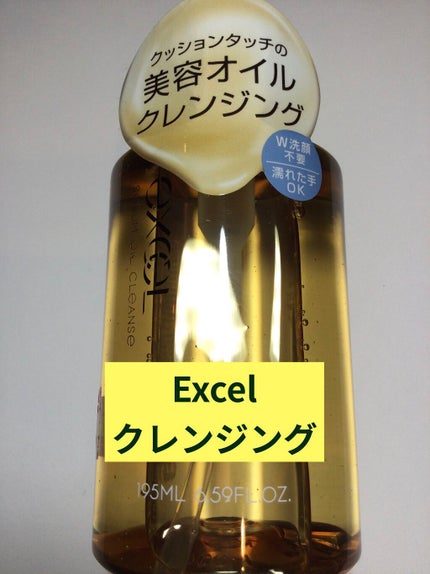 クッションタッチの
美容オイル
クレンジング
W洗顔
不要
濡れた手
OK
excel
OIL CLEANSE
Excel
クレンジング
195ML 6.59FL.OZ.